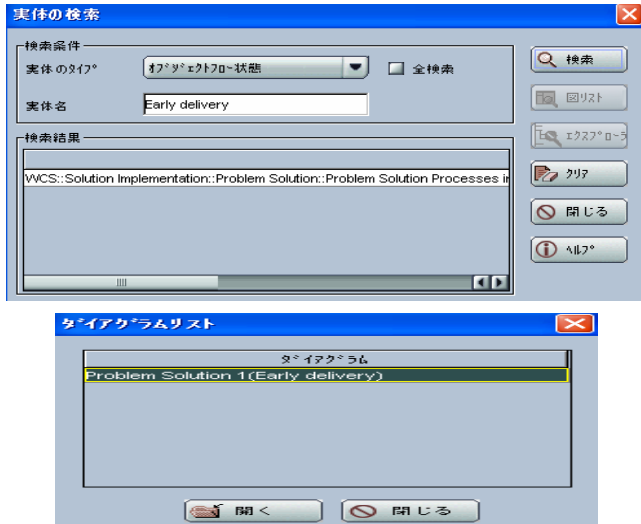 実体の検索
検索条件
実体のﾀｲﾌﾟ
ｵﾌﾞｼﾞｪｸﾄﾌﾛｰ状態
全検索
検索
実体名
Early delivery
図ﾘｽﾄ
検索結果
ｴｸｽﾌﾟﾛｰﾗ
WCS::Solution Implementation::Problem Solution::Problem Solution Processes in
ｸﾘｱ
閉じる
ﾍﾙﾌﾟ
ﾀﾞｲｱｸﾞﾗﾑﾘｽﾄ
ﾀﾞｲｱｸﾞﾗﾑ
Problem Solution 1(Early delivery)
開く
閉じる